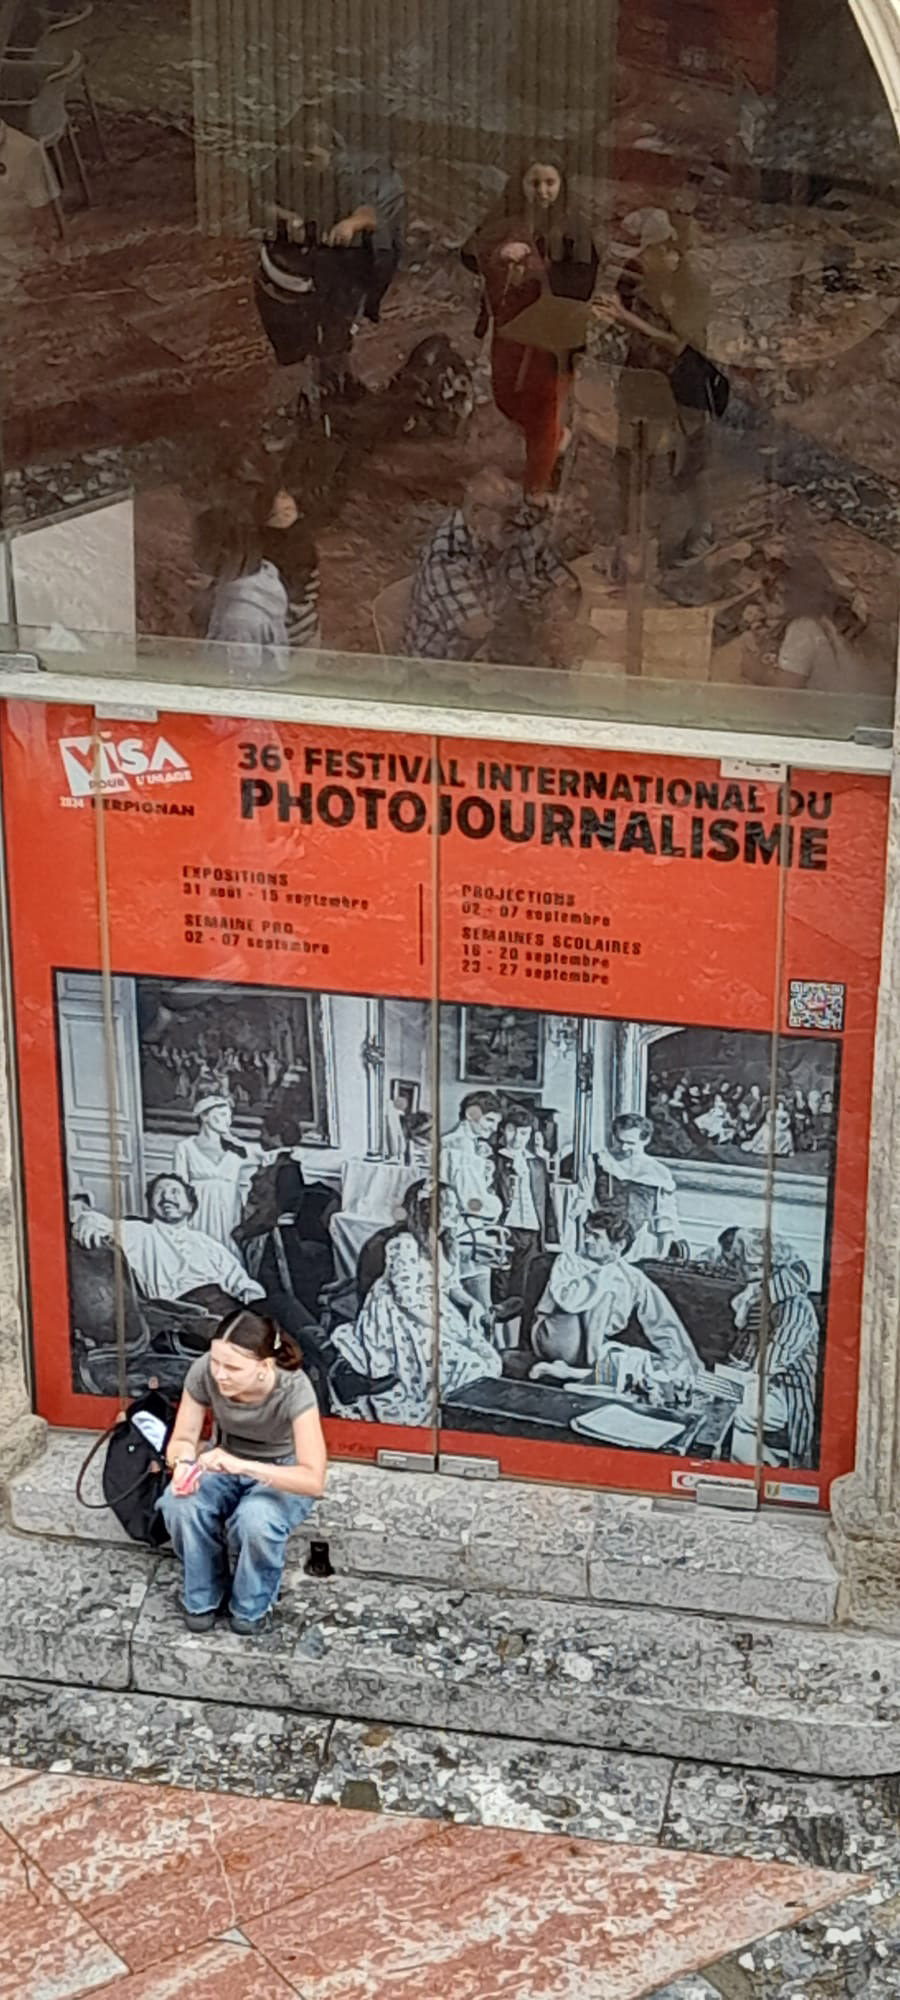 ViSA
POUR L'IMAGE
2024 PERPIGNAN
36e FESTIVAL INTERNATIONAL DU
PHOTOJOURNALISME
EXPOSITIONS
31 août - 15 septembre
SEMAINE PRO
02 - 07 septembre
PROJECTIONS
02 - 07 septembre
SEMAINES SCOLAIRES
16 - 20 septembre
23 - 27 septembre